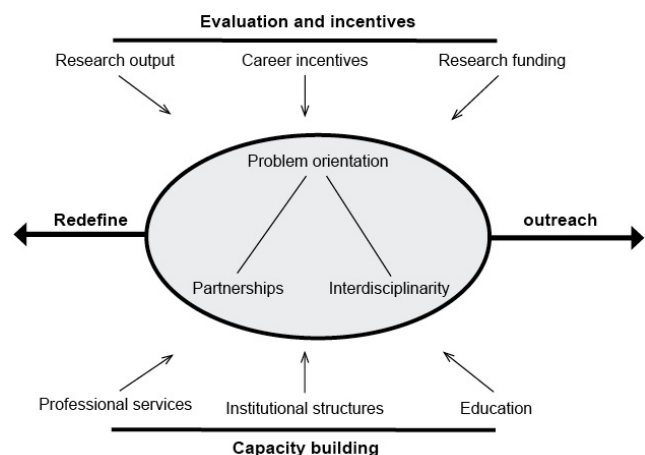 Evaluation and incentives
Research output
Career incentives
Research funding
Problem orientation
Redefine
outreach
Partnerships
Interdisciplinarity
Professional services
Institutional structures
Education
Capacity building